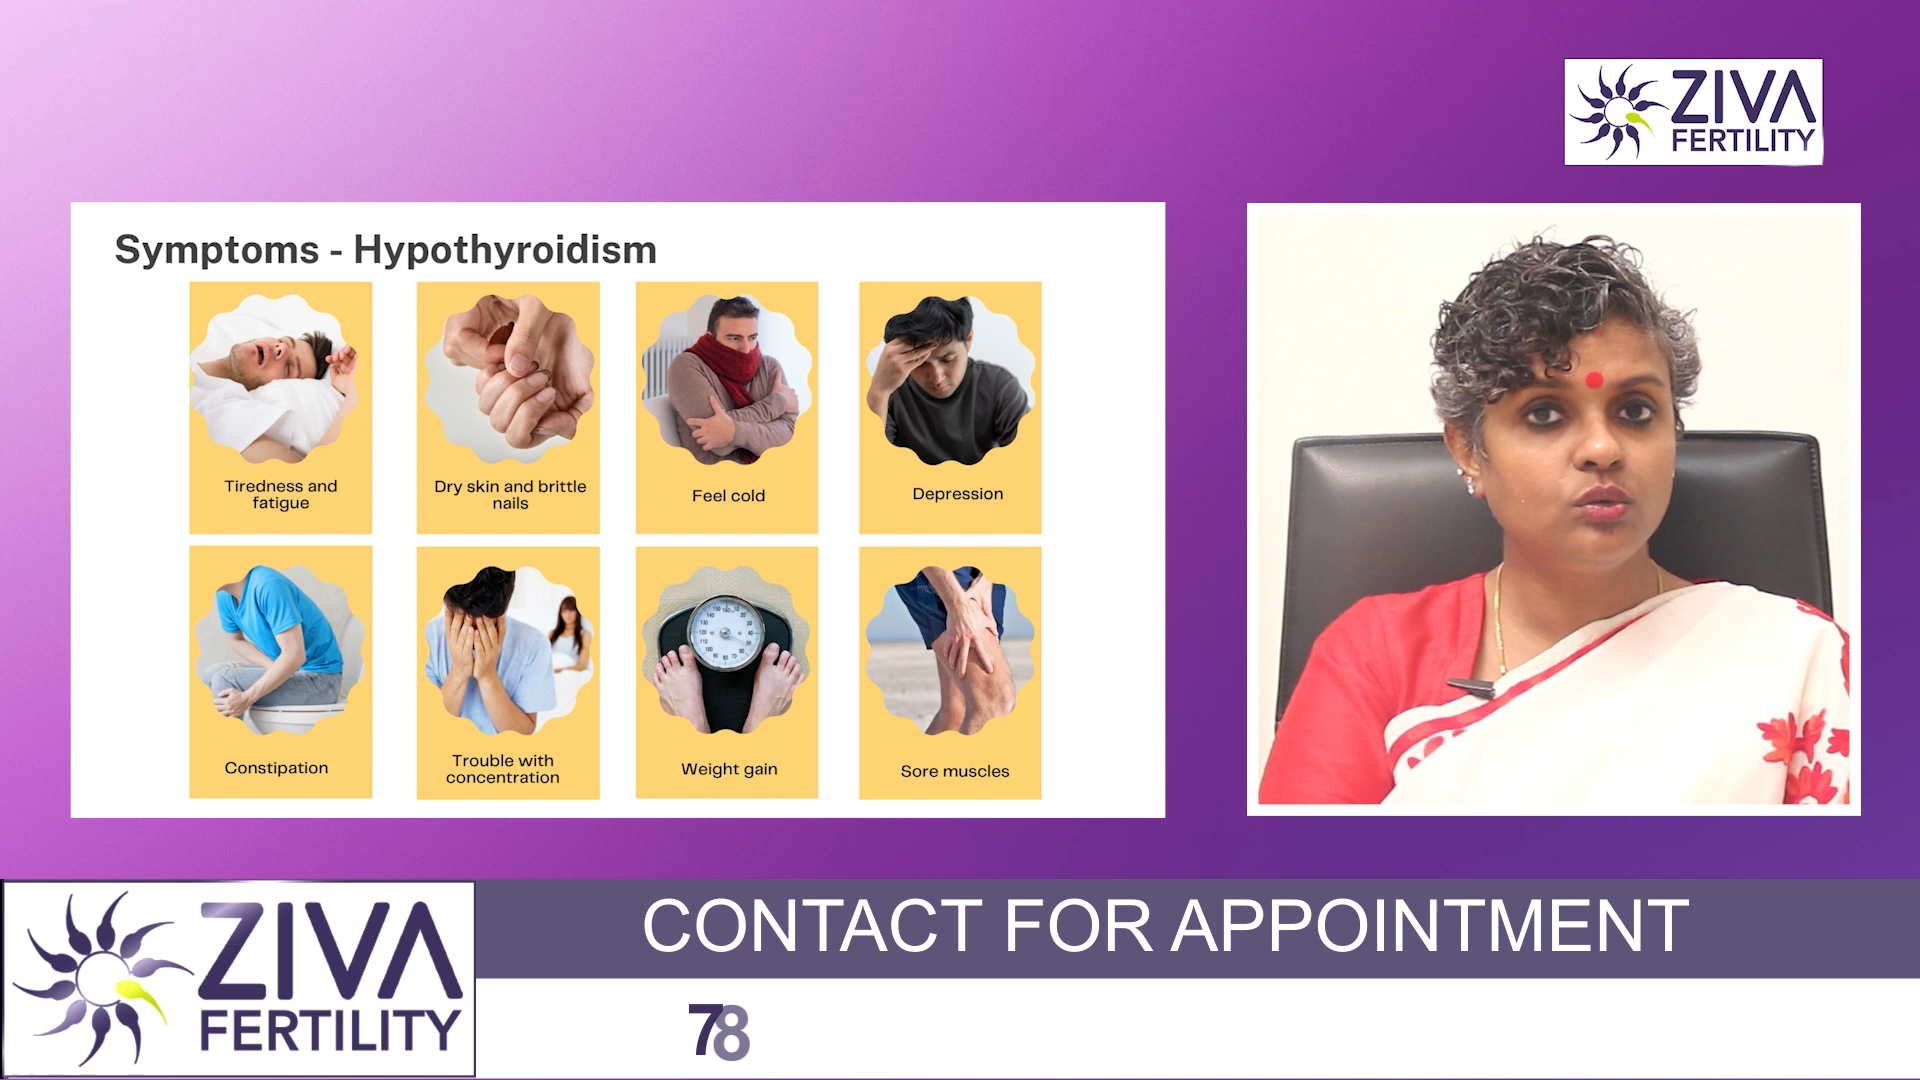 ZIVA
FERTILITY
Symptoms - Hypothyroidism
Tiredness and
fatigue
Dry skin and brittle
nails
Feel cold
Depression
Constipation
Trouble with
concentration
Weight gain
Sore muscles
ZIVA
FERTILITY
CONTACT FOR APPOINTMENT
78